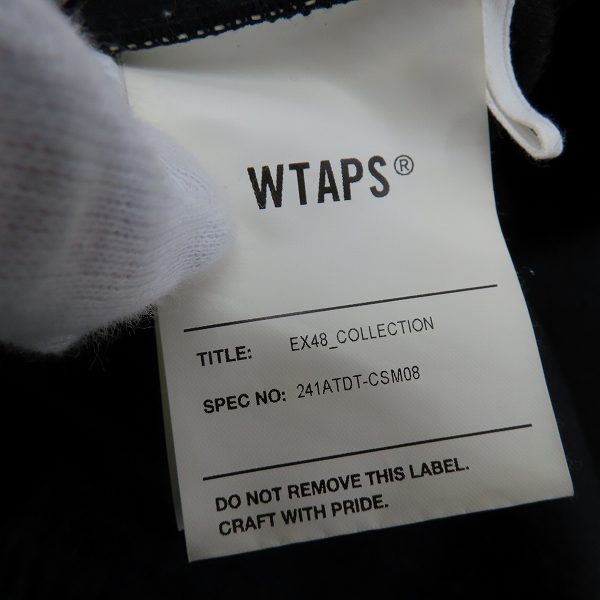 WTAPS®
TITLE: EX48_COLLECTION
SPEC NO: 241ATDT-CSM08
DO NOT REMOVE THIS LABEL.
CRAFT WITH PRIDE.